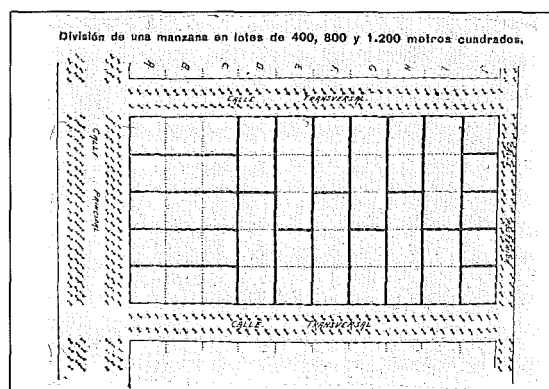 División de una manzana en lotes de 400, 800 y 1.200 metros cuadrados.
A B C D E F G H I J
CALLE TRANSVERSAL
CALLE PRINCIPAL
CALLE
CALLE TRANSVERSAL